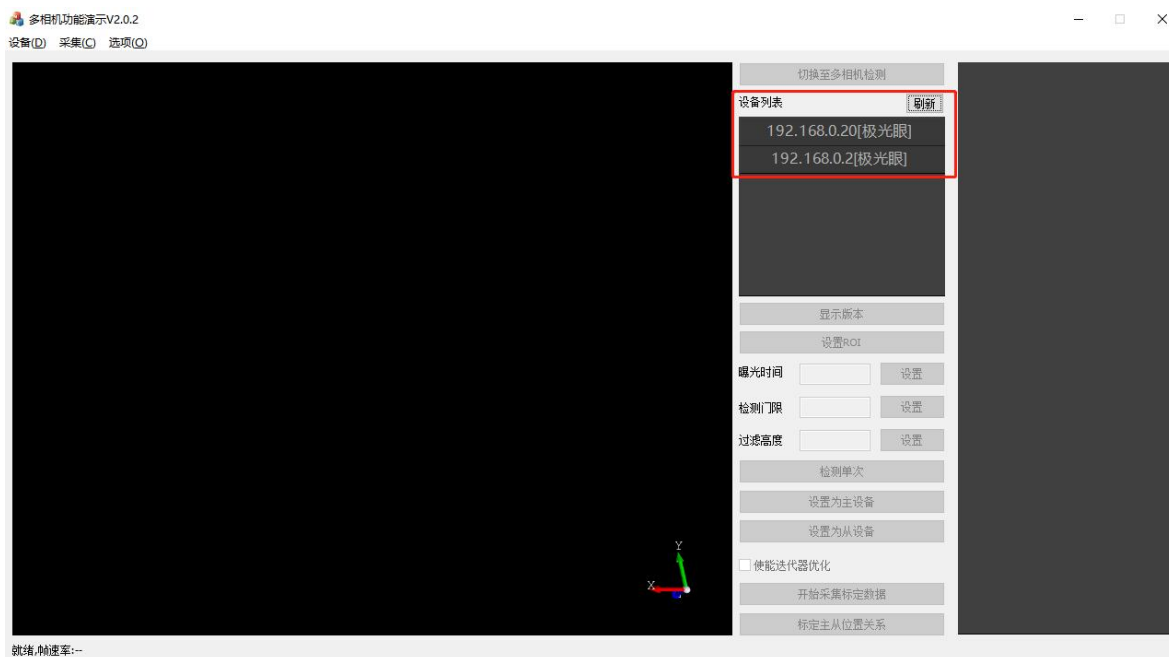 多相机功能演示V2.0.2
设备(D) 采集(C) 选项(O)
切换至多相机检测
设备列表 刷新
192.168.0.20[极光眼]
192.168.0.2[极光眼]
显示版本
设置ROI
曝光时间 设置
检测门限 设置
过滤高度 设置
检测单次
设置为主设备
设置为从设备
使能迭代器优化
开始采集标定数据
标定主从位置关系
Y
X
就绪,帧速率:--